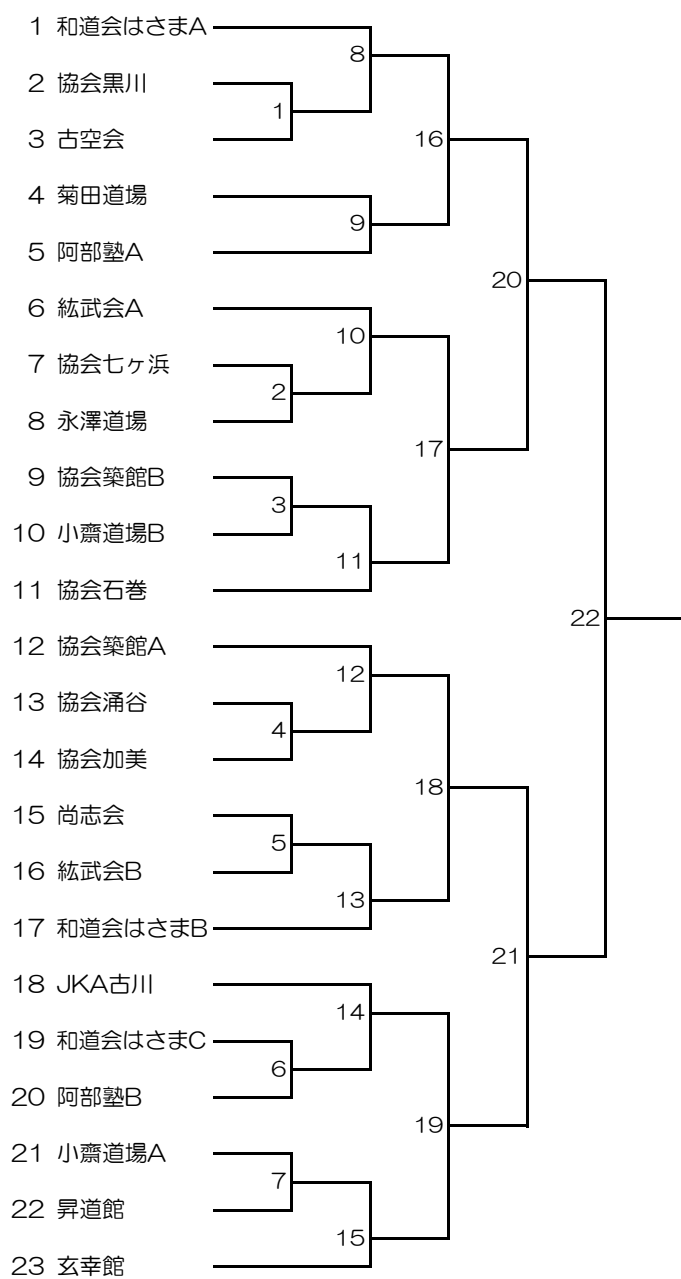 1 和道会はさまA
8
2 協会黒川
1
3 古空会
16
4 菊田道場
9
5 阿部塾A
20
6 紘武会A
10
7 協会七ヶ浜
2
8 永澤道場
17
9 協会築館B
3
10 小齋道場B
11
11 協会石巻
22
12 協会築館A
12
13 協会涌谷
4
14 協会加美
18
15 尚志会
5
16 紘武会B
13
17 和道会はさまB
21
18 JKA古川
14
19 和道会はさまC
6
20 阿部塾B
19
21 小齋道場A
7
22 昇道館
15
23 玄幸館